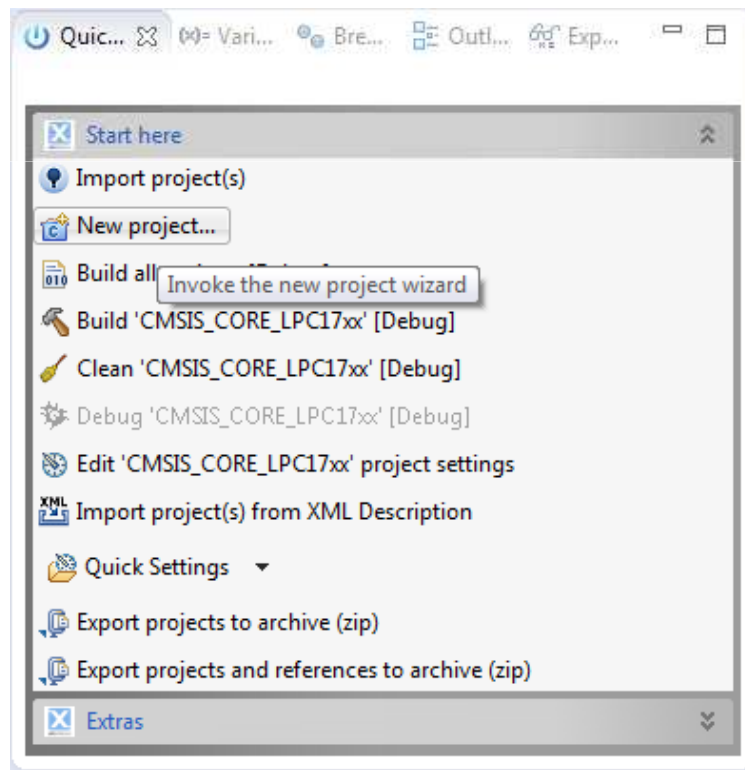 Quic... (x)= Vari... Bre... Outl... Exp...
Start here
Import project(s)
New project...
Build all
Invoke the new project wizard
Build 'CMSIS_CORE_LPC17xx' [Debug]
Clean 'CMSIS_CORE_LPC17xx' [Debug]
Debug 'CMSIS_CORE_LPC17xx' [Debug]
Edit 'CMSIS_CORE_LPC17xx' project settings
XML Import project(s) from XML Description
Quick Settings
Export projects to archive (zip)
Export projects and references to archive (zip)
Extras